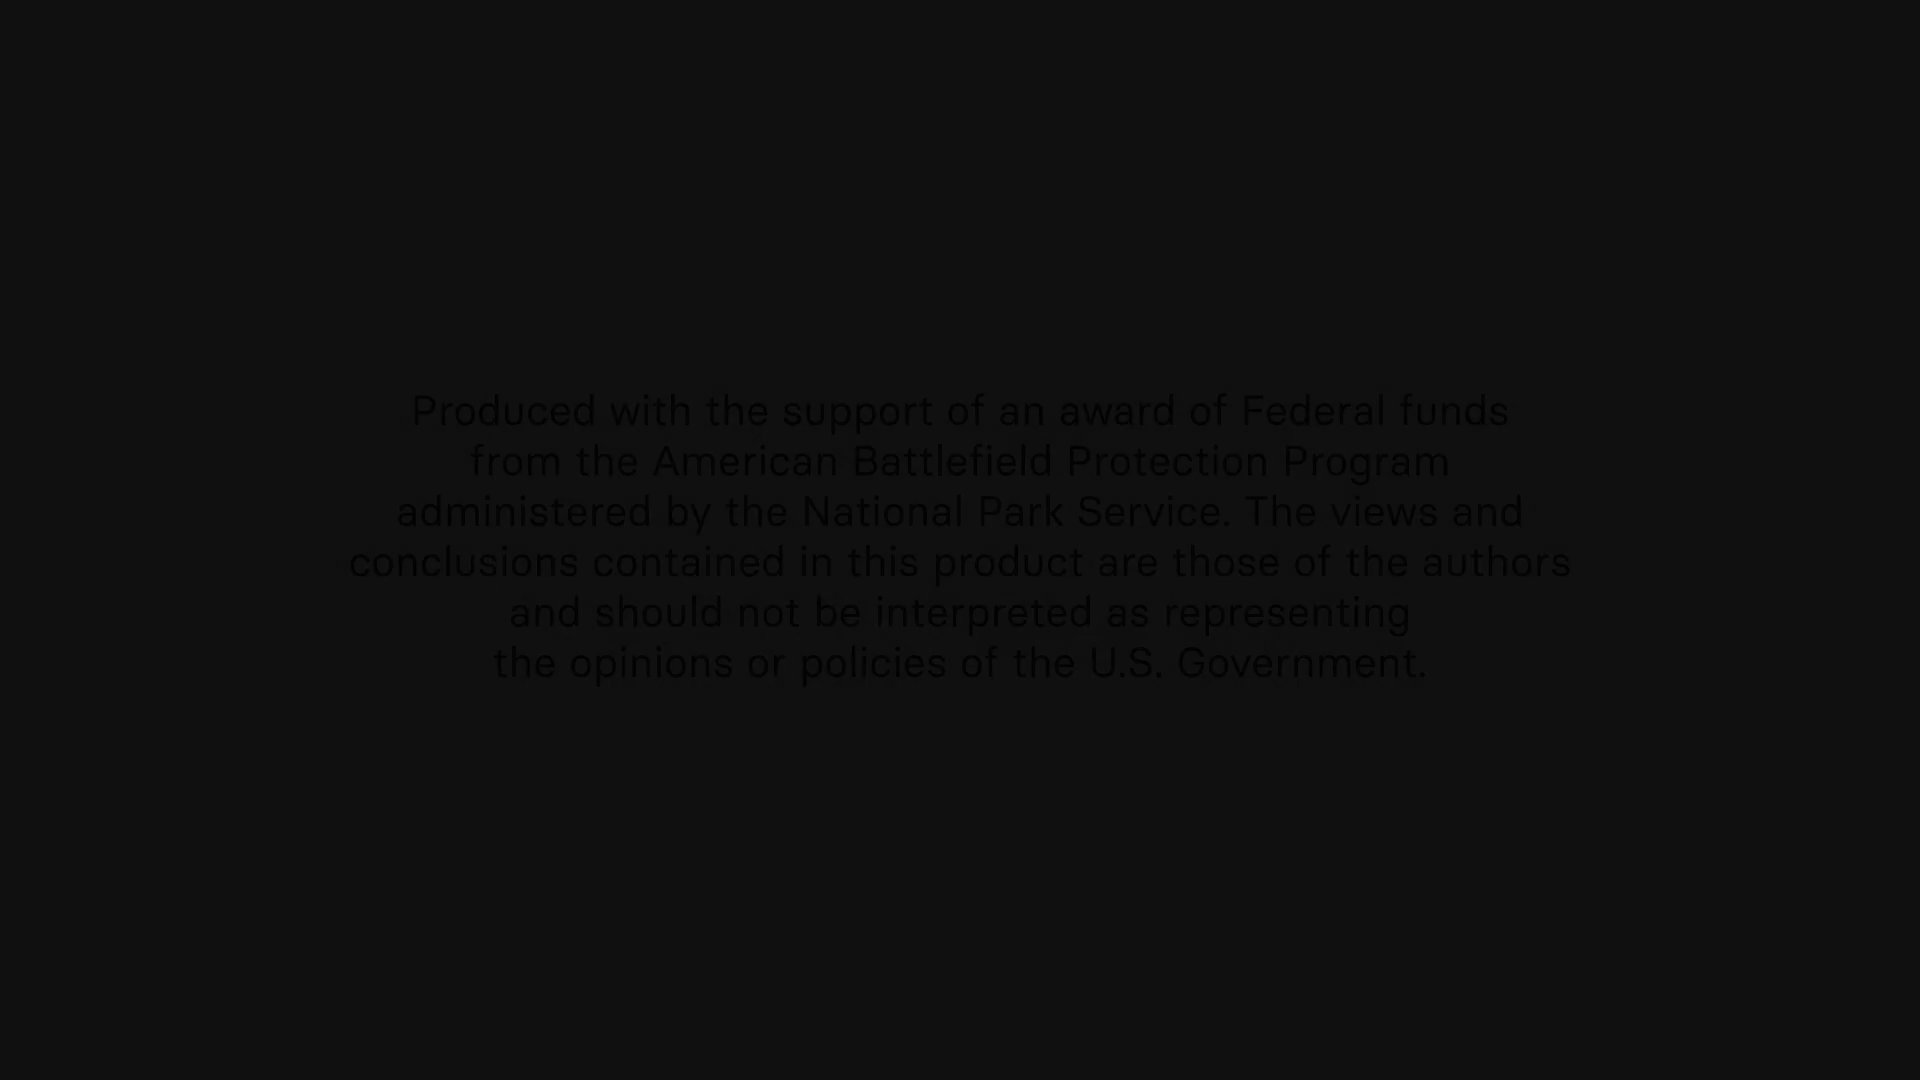 Produced with the support of an award of Federal funds
from the American Battlefield Protection Program
administered by the National Park Service. The views and
conclusions contained in this product are those of the authors
and should not be interpreted as representing
the opinions or policies of the U.S. Government.